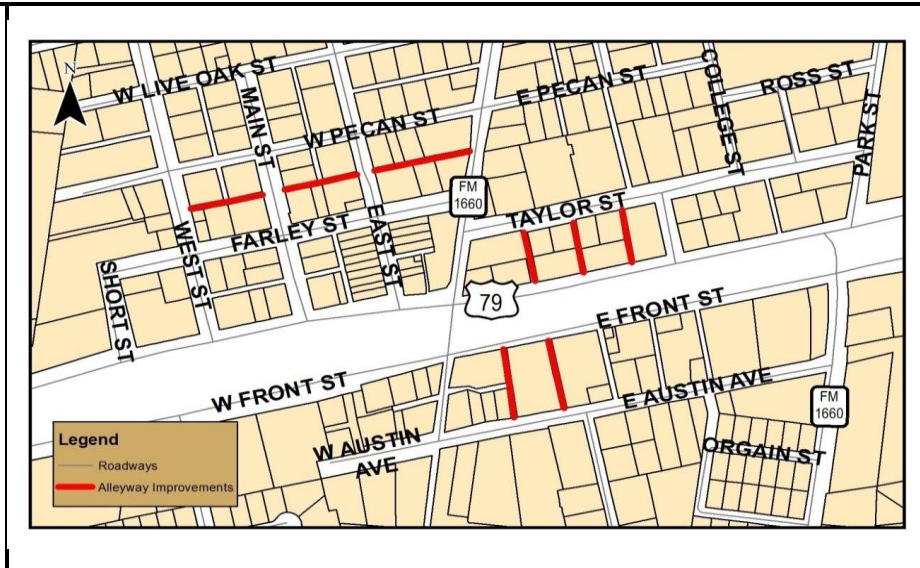 N
W LIVE OAK ST
MAIN ST
W PECAN ST
E PECAN ST
COLLEGE ST
ROSS ST
PARK ST
FM
1660
TAYLOR ST
FARLEY ST
EAST ST
WEST ST
SHORT ST
79
E FRONT ST
W FRONT ST
E AUSTIN AVE
FM
1660
W AUSTIN
AVE
ORGAIN ST
Legend
Roadways
Alleyway Improvements